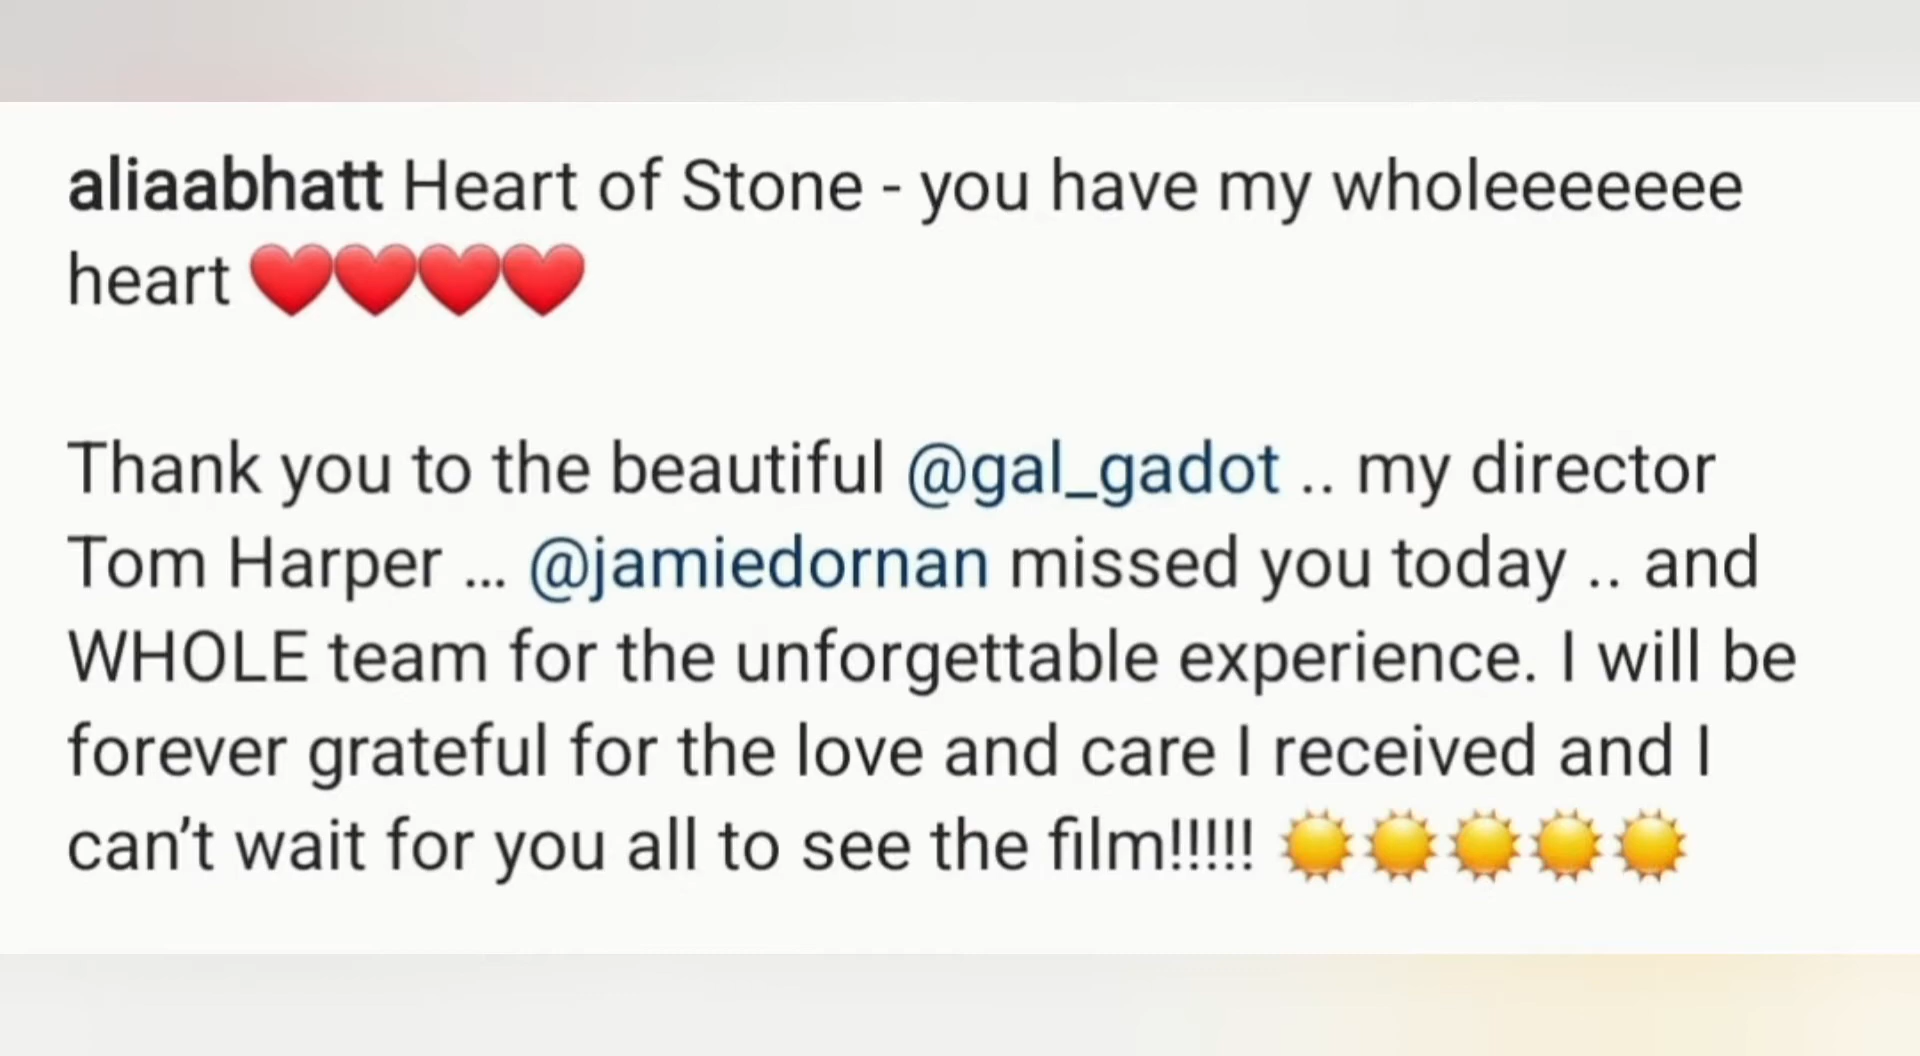 aliaabhatt Heart of Stone - you have my wholeeeeeee
heart ❤️❤️❤️❤️
Thank you to the beautiful @gal_gadot .. my director
Tom Harper ... @jamiedornan missed you today .. and
WHOLE team for the unforgettable experience. I will be
forever grateful for the love and care I received and I
can’t wait for you all to see the film!!!!! ☀️☀️☀️☀️☀️